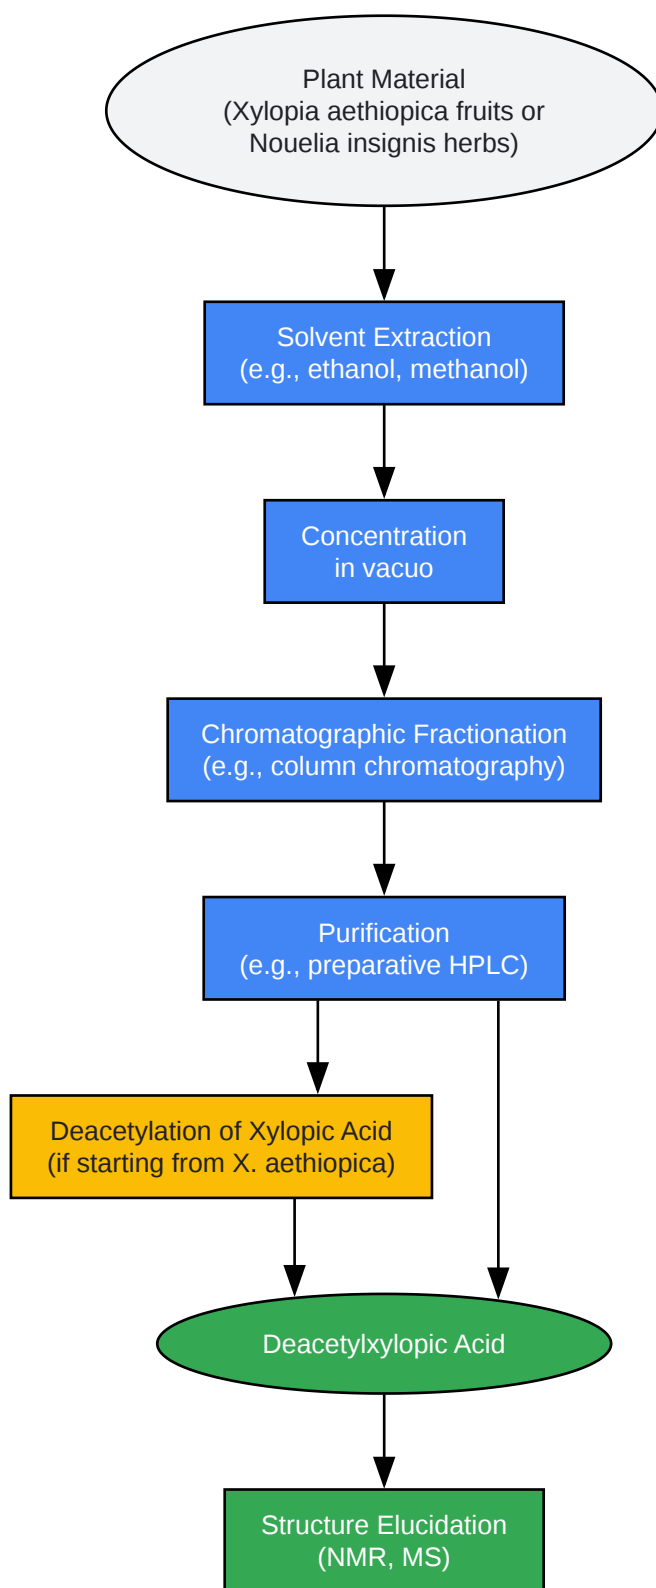 Plant Material
(Xylopia aethiopica fruits or
Nouelia insignis herbs)
Solvent Extraction
(e.g., ethanol, methanol)
Concentration
in vacuo
Chromatographic Fractionation
(e.g., column chromatography)
Purification
(e.g., preparative HPLC)
Deacetylation of Xylopic Acid
(if starting from X. aethiopica)
Deacetylxylopic Acid
Structure Elucidation
(NMR, MS)